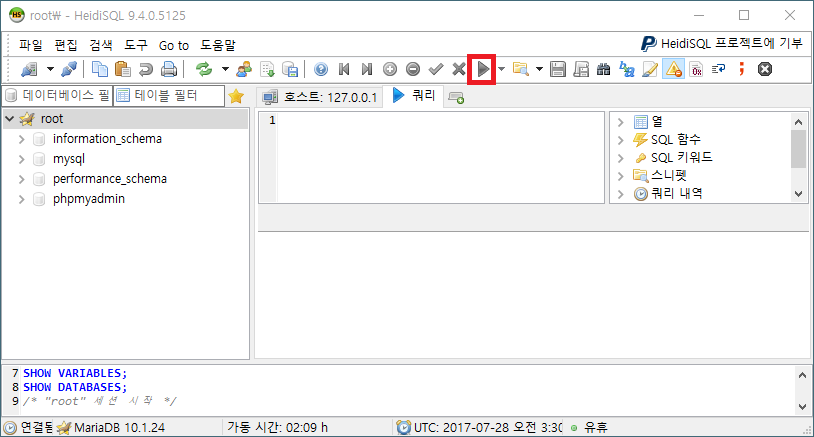 HS root₩ - HeidiSQL 9.4.0.5125
파일 편집 검색 도구 Go to 도움말 HeidiSQL 프로젝트에 기부
데이터베이스 필 테이블 필터 호스트: 127.0.0.1 쿼리
root
information_schema
mysql
performance_schema
phpmyadmin
1
열
SQL 함수
SQL 키워드
스니펫
쿼리 내역
7 SHOW VARIABLES;
8 SHOW DATABASES;
9 /* "root" 세션 시작 */
연결됨 MariaDB 10.1.24 가동 시간: 02:09 h UTC: 2017-07-28 오전 3:30 유휴